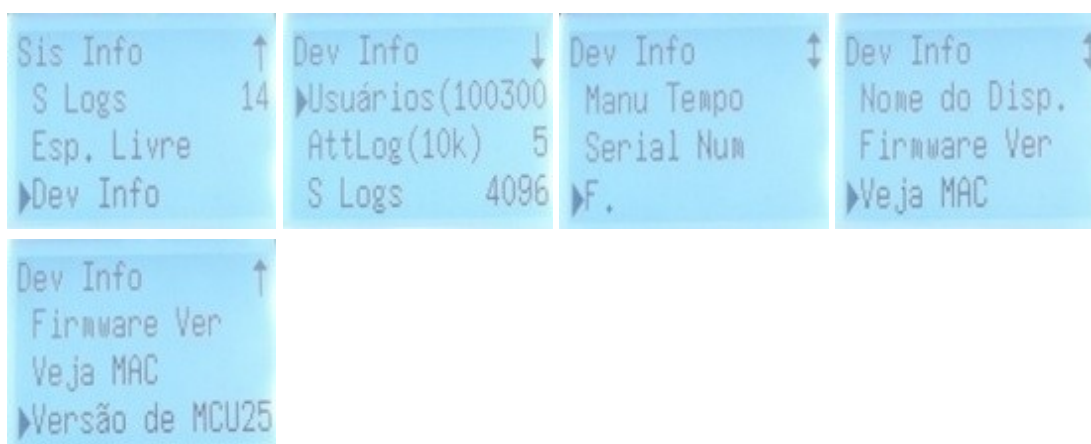 Sis Info ↑
S Logs 14
Esp. Livre
▶Dev Info
Dev Info ↓
▶Usuários(100300
AttLog(10k) 5
S Logs 4096
Dev Info ↕
Manu Tempo
Serial Num
▶F.
Dev Info ↕
Nome do Disp.
Firmware Ver
▶Veja MAC
Dev Info ↑
Firmware Ver
Veja MAC
▶Versão de MCU25